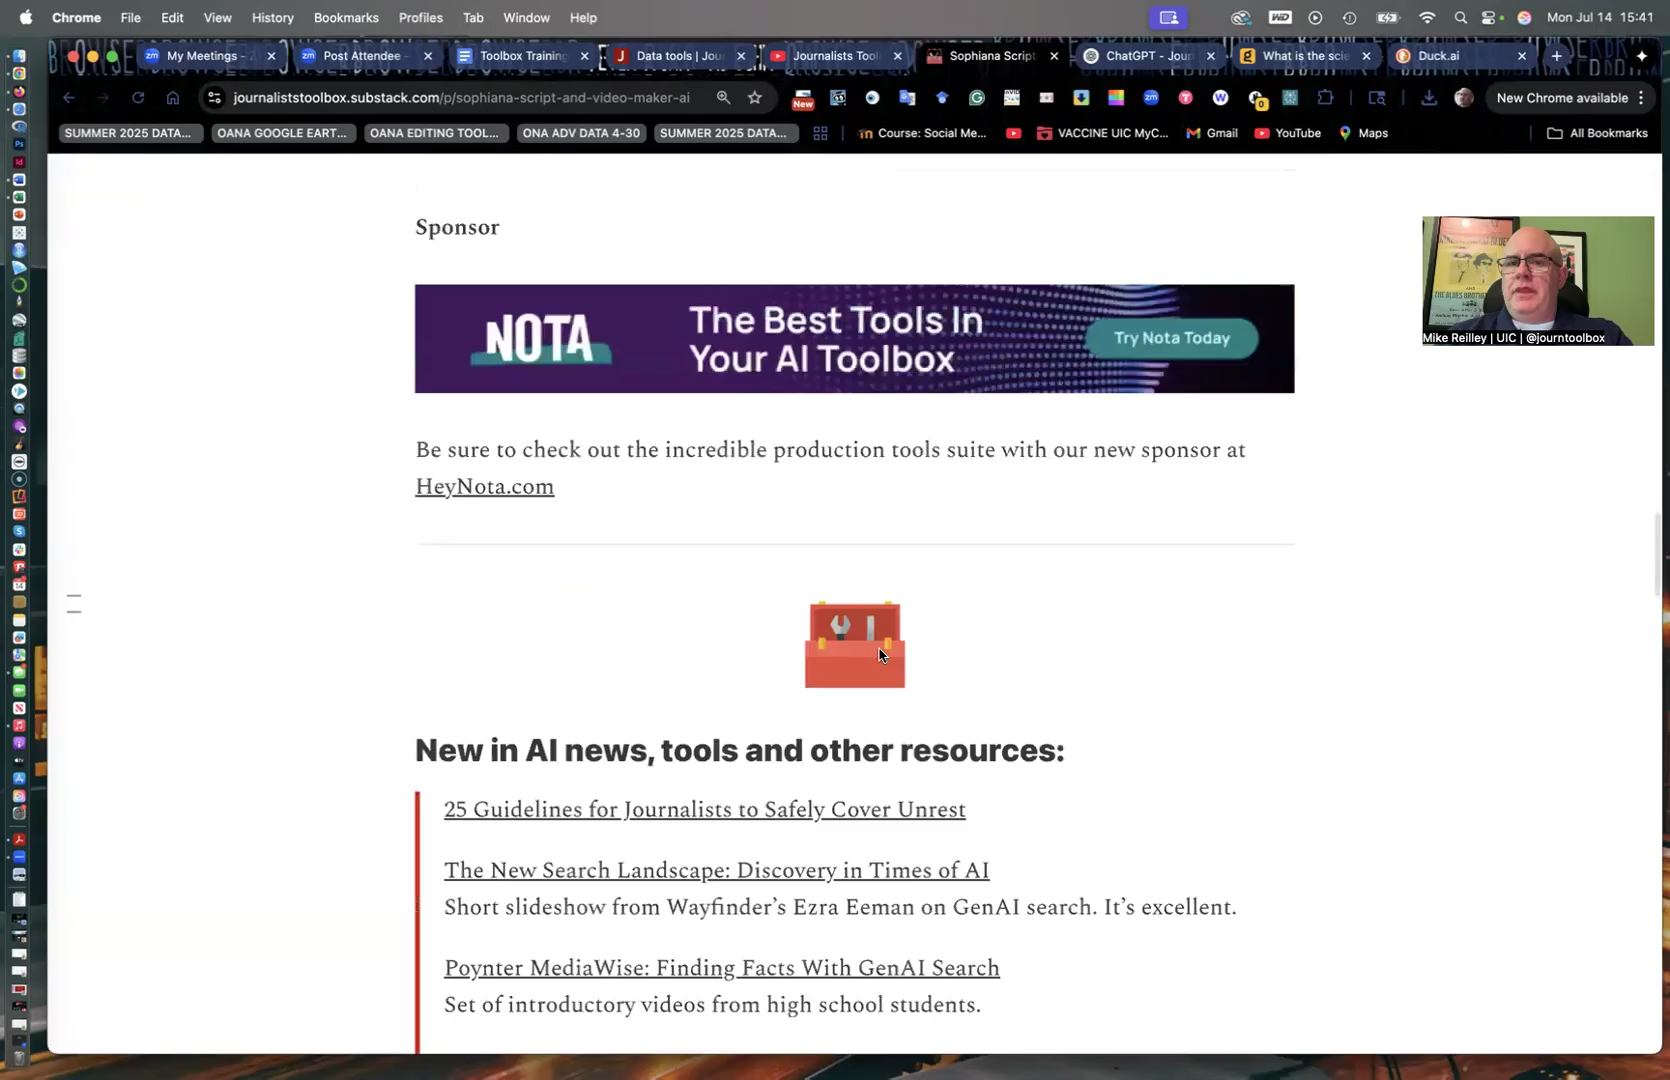 Chrome File Edit View History Bookmarks Profiles Tab Window Help Mon Jul 14 15:41
My Meetings - Z Post Attendee - Toolbox Training Data tools | Jou Journalists Tool Sophiana Script ChatGPT - Jour What is the scie Duck.ai
journaliststoolbox.substack.com/p/sophiana-script-and-video-maker-ai New Chrome available
SUMMER 2025 DATA... OANA GOOGLE EART... OANA EDITING TOOL... ONA ADV DATA 4-30 SUMMER 2025 DATA... Course: Social Me... VACCINE UIC MyC... Gmail YouTube Maps All Bookmarks
Sponsor
NOTA
The Best Tools In
Your AI Toolbox
Try Nota Today
Mike Reilley | UIC | @journtoolbox
Be sure to check out the incredible production tools suite with our new sponsor at
HeyNota.com
New in AI news, tools and other resources:
25 Guidelines for Journalists to Safely Cover Unrest
The New Search Landscape: Discovery in Times of AI
Short slideshow from Wayfinder’s Ezra Eeman on GenAI search. It’s excellent.
Poynter MediaWise: Finding Facts With GenAI Search
Set of introductory videos from high school students.